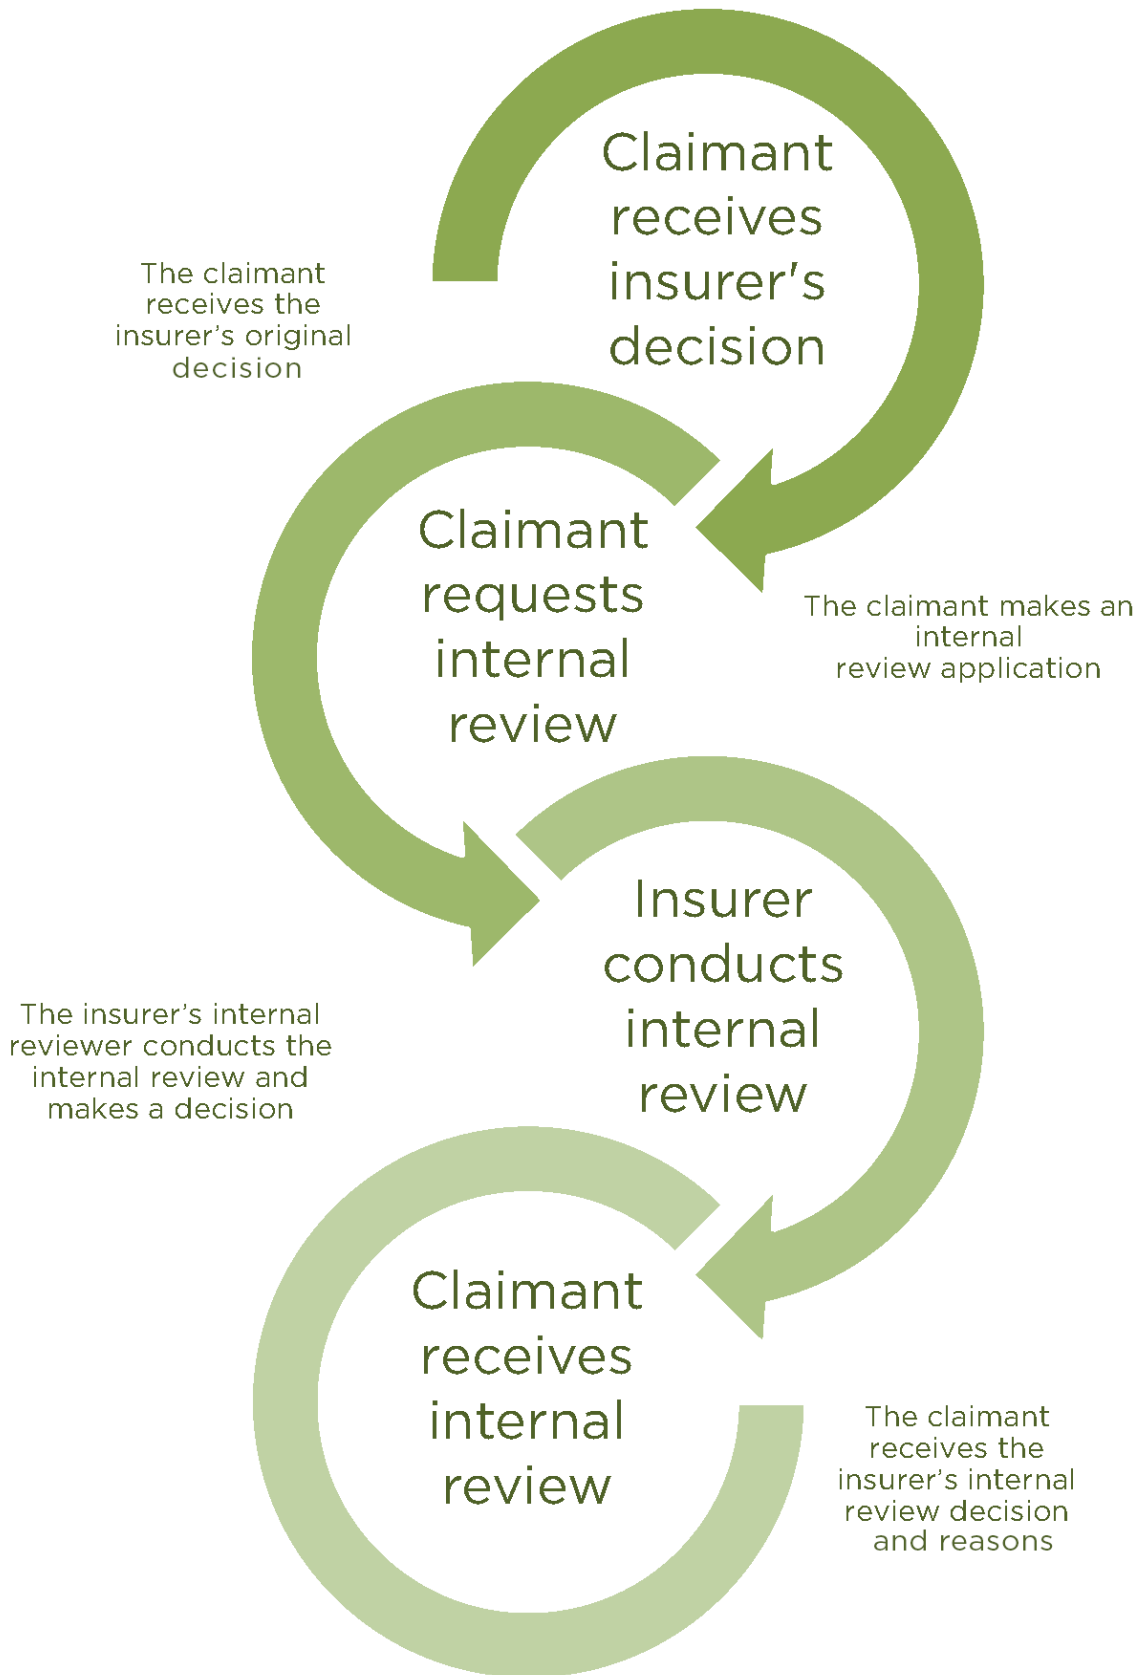 Claimant
receives
insurer's
decision
The claimant
receives the
insurer’s original
decision
Claimant
requests
internal
review
The claimant makes an
internal
review application
Insurer
conducts
internal
review
The insurer’s internal
reviewer conducts the
internal review and
makes a decision
Claimant
receives
internal
review
The claimant
receives the
insurer’s internal
review decision
and reasons